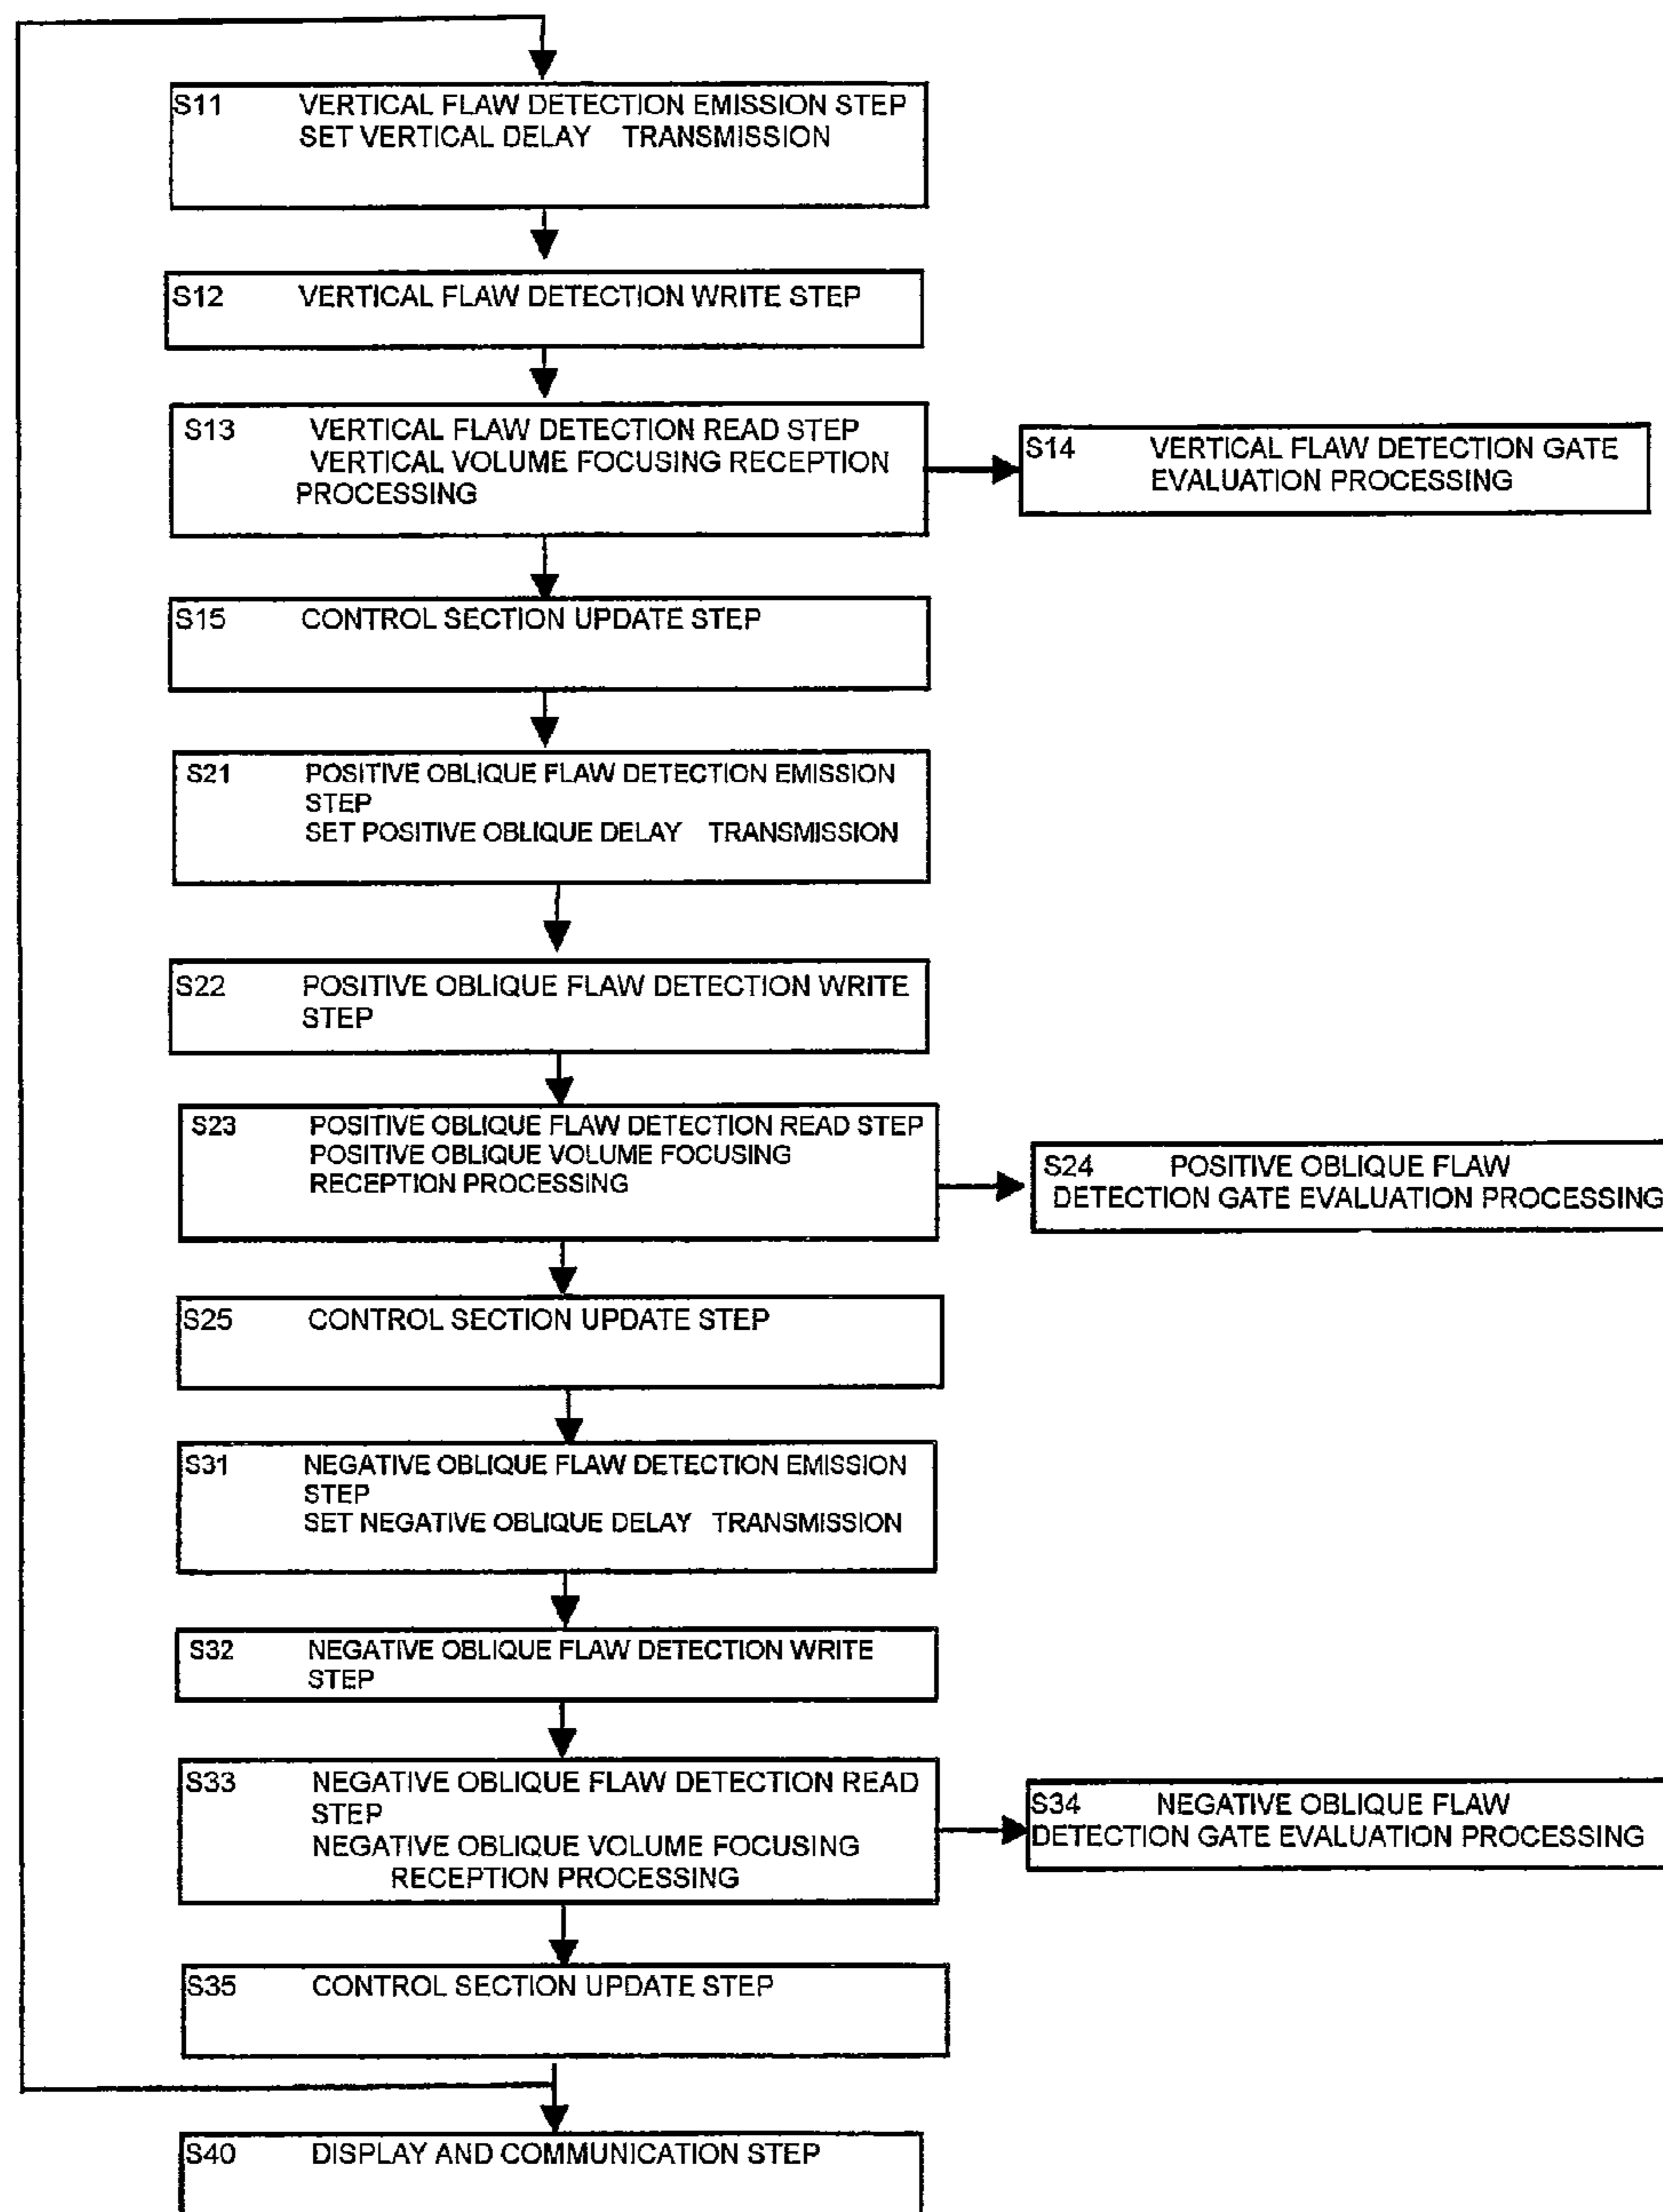 S11 VERTICAL FLAW DETECTION EMISSION STEP
SET VERTICAL DELAY TRANSMISSION
S12 VERTICAL FLAW DETECTION WRITE STEP
S13 VERTICAL FLAW DETECTION READ STEP
VERTICAL VOLUME FOCUSING RECEPTION
PROCESSING
S14 VERTICAL FLAW DETECTION GATE
EVALUATION PROCESSING
S15 CONTROL SECTION UPDATE STEP
S21 POSITIVE OBLIQUE FLAW DETECTION EMISSION
STEP
SET POSITIVE OBLIQUE DELAY TRANSMISSION
S22 POSITIVE OBLIQUE FLAW DETECTION WRITE
STEP
S23 POSITIVE OBLIQUE FLAW DETECTION READ STEP
POSITIVE OBLIQUE VOLUME FOCUSING
RECEPTION PROCESSING
S24 POSITIVE OBLIQUE FLAW
DETECTION GATE EVALUATION PROCESSING
S25 CONTROL SECTION UPDATE STEP
S31 NEGATIVE OBLIQUE FLAW DETECTION EMISSION
STEP
SET NEGATIVE OBLIQUE DELAY TRANSMISSION
S32 NEGATIVE OBLIQUE FLAW DETECTION WRITE
STEP
S33 NEGATIVE OBLIQUE FLAW DETECTION READ
STEP
NEGATIVE OBLIQUE VOLUME FOCUSING
RECEPTION PROCESSING
S34 NEGATIVE OBLIQUE FLAW
DETECTION GATE EVALUATION PROCESSING
S35 CONTROL SECTION UPDATE STEP
S40 DISPLAY AND COMMUNICATION STEP